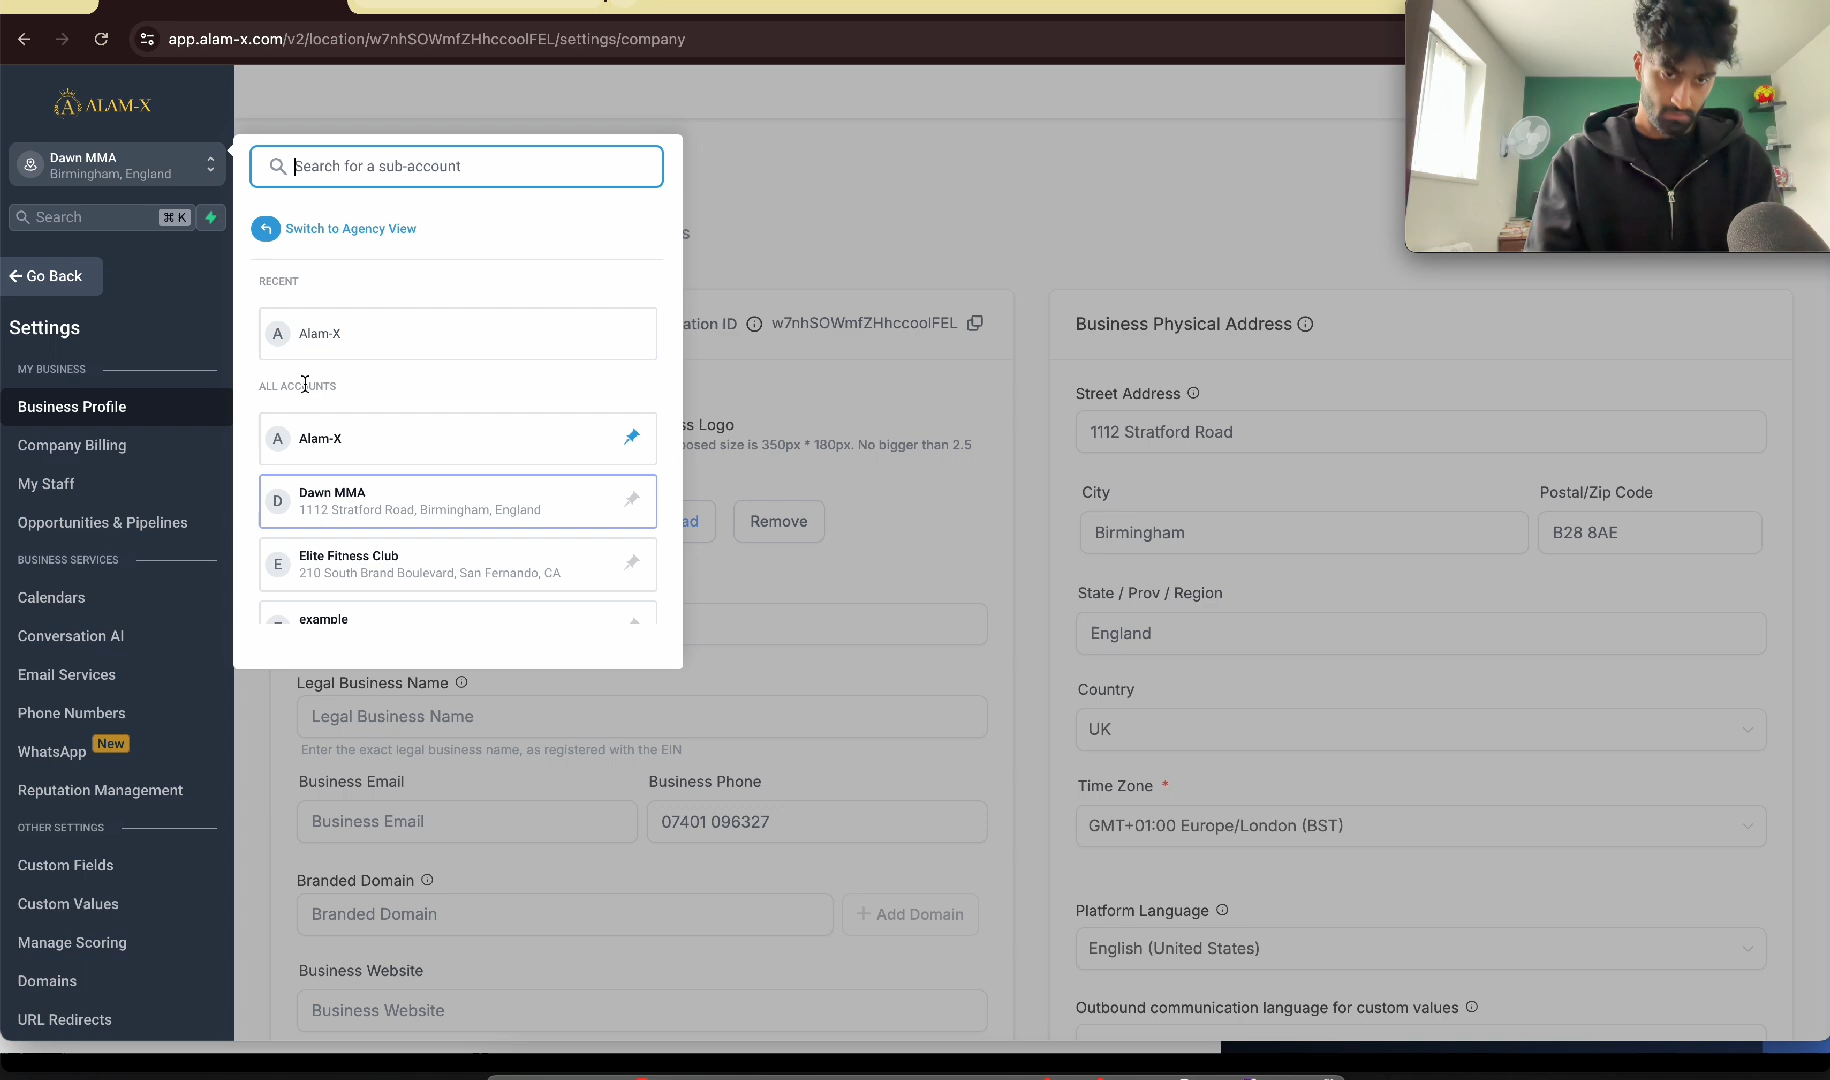 app.alam-x.com/v2/location/w7nhSOWmfZHhccoolFEL/settings/company
ALAM-X
Dawn MMA
Birmingham, England
Search
⌘ K
Go Back
Settings
MY BUSINESS
Business Profile
Company Billing
My Staff
Opportunities & Pipelines
BUSINESS SERVICES
Calendars
Conversation AI
Email Services
Phone Numbers
WhatsApp New
Reputation Management
OTHER SETTINGS
Custom Fields
Custom Values
Manage Scoring
Domains
URL Redirects
Search for a sub-account
Switch to Agency View
RECENT
A Alam-X
ALL ACCOUNTS
A Alam-X
D Dawn MMA
1112 Stratford Road, Birmingham, England
E Elite Fitness Club
210 South Brand Boulevard, San Fernando, CA
example
s
ation ID w7nhSOWmfZHhccoolFEL
ss Logo
posed size is 350px * 180px. No bigger than 2.5
ad
Remove
Legal Business Name
Legal Business Name
Enter the exact legal business name, as registered with the EIN
Business Email
Business Phone
Business Email
07401 096327
Branded Domain
Branded Domain
+ Add Domain
Business Website
Business Website
Business Physical Address
Street Address
1112 Stratford Road
City
Postal/Zip Code
Birmingham
B28 8AE
State / Prov / Region
England
Country
UK
Time Zone *
GMT+01:00 Europe/London (BST)
Platform Language
English (United States)
Outbound communication language for custom values